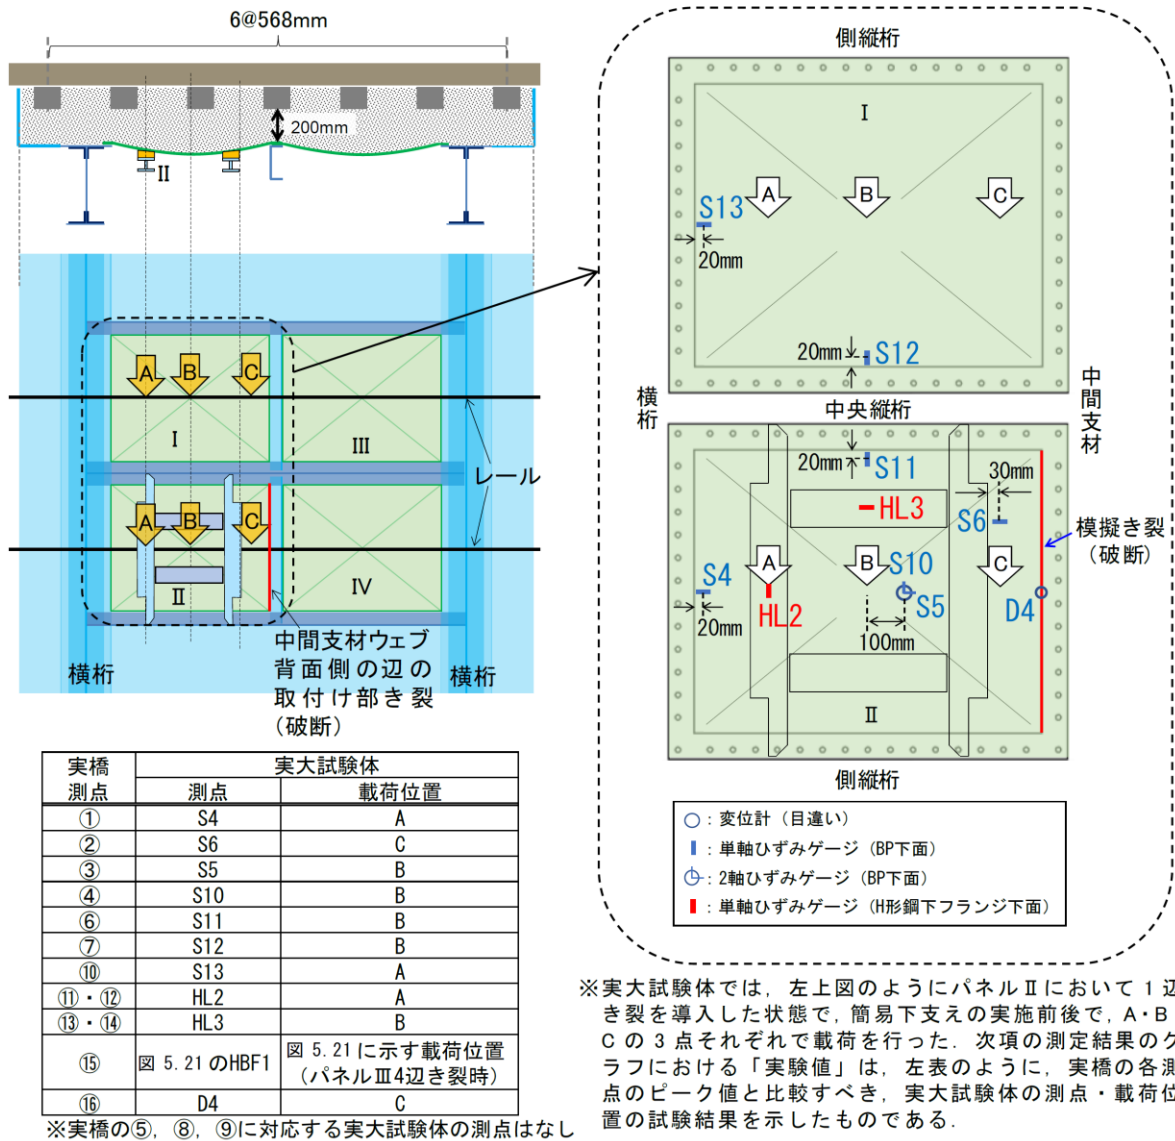 6@568mm
200mm
II
A
B
C
I
III
レール
A
B
C
II
IV
横桁
中間支材ウェブ
背面側の辺の
取付け部き裂
(破断)
横桁
側縦桁
I
A
B
C
S13
20mm
20mm
S12
横桁
中央縦桁
中間支材
20mm
S11
30mm
HL3
S6
模擬き裂
(破断)
S4
A
B
S10
C
20mm
HL2
S5
D4
100mm
II
側縦桁
○：変位計（目違い）
：単軸ひずみゲージ（BP下面）
：2軸ひずみゲージ（BP下面）
：単軸ひずみゲージ（H形鋼下フランジ下面）
実橋測点 実大試験体
測点 載荷位置
① S4 A
② S6 C
③ S5 B
④ S10 B
⑥ S11 B
⑦ S12 B
⑩ S13 A
⑪・⑫ HL2 A
⑬・⑭ HL3 B
⑮ 図 5.21 のHBF1 図 5.21 に示す載荷位置
（パネルⅢ4辺き裂時）
⑯ D4 C
※実橋の⑤，⑧，⑨に対応する実大試験体の測点はなし
※実大試験体では，左上図のようにパネルⅡにおいて 1 辺
き裂を導入した状態で，簡易下支えの実施前後で，A・B
C の 3 点それぞれで載荷を行った．次項の測定結果のグ
ラフにおける「実験値」は，左表のように，実橋の各測
点のピーク値と比較すべき，実大試験体の測点・載荷位
置の試験結果を示したものである．